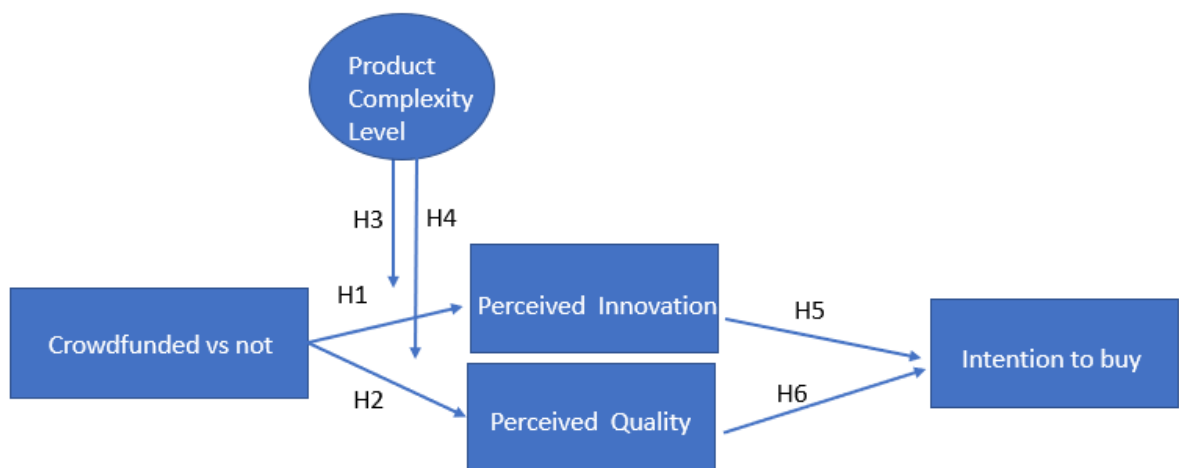 Product
Complexity
Level
H3
H4
H1
Perceived Innovation
H5
Crowdfunded vs not
Intention to buy
H2
H6
Perceived Quality